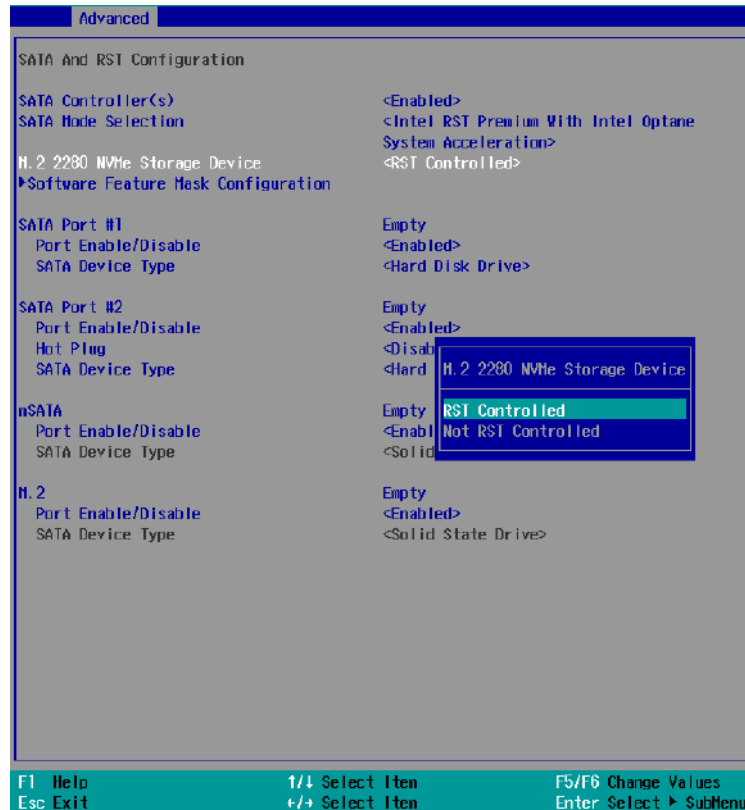 Advanced
SATA And RST Configuration
SATA Controller(s) <Enabled>
SATA Mode Selection <Intel RST Premium With Intel Optane
System Acceleration>
M.2 2280 NVMe Storage Device <RST Controlled>
▶Software Feature Mask Configuration
SATA Port #1 Empty
Port Enable/Disable <Enabled>
SATA Device Type <Hard Disk Drive>
SATA Port #2 Empty
Port Enable/Disable <Enabled>
Hot Plug <Disab
SATA Device Type <Hard
M.2 2280 NVMe Storage Device
RST Controlled
Not RST Controlled
mSATA Empty
Port Enable/Disable <Enabl
SATA Device Type <Solid
M.2 Empty
Port Enable/Disable <Enabled>
SATA Device Type <Solid State Drive>
F1 Help ↑/↓ Select Item F5/F6 Change Values
Esc Exit ←/→ Select Item Enter Select ▶ SubMenu